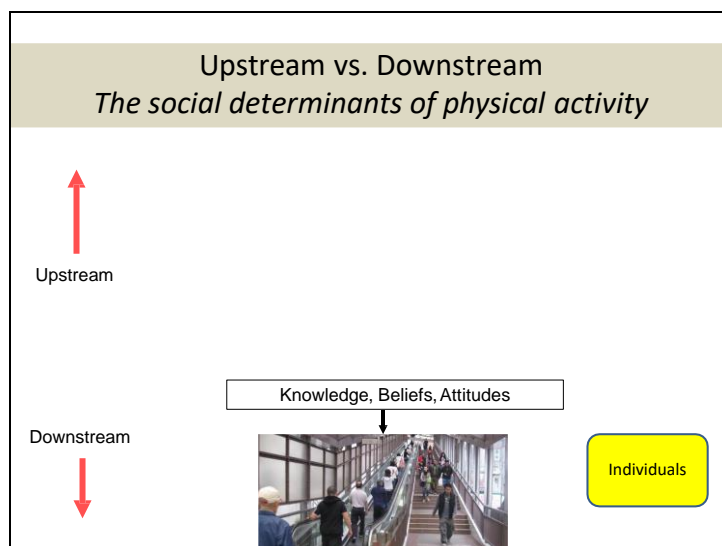 Upstream vs. Downstream
The social determinants of physical activity
Upstream
Knowledge, Beliefs, Attitudes
Downstream
Individuals